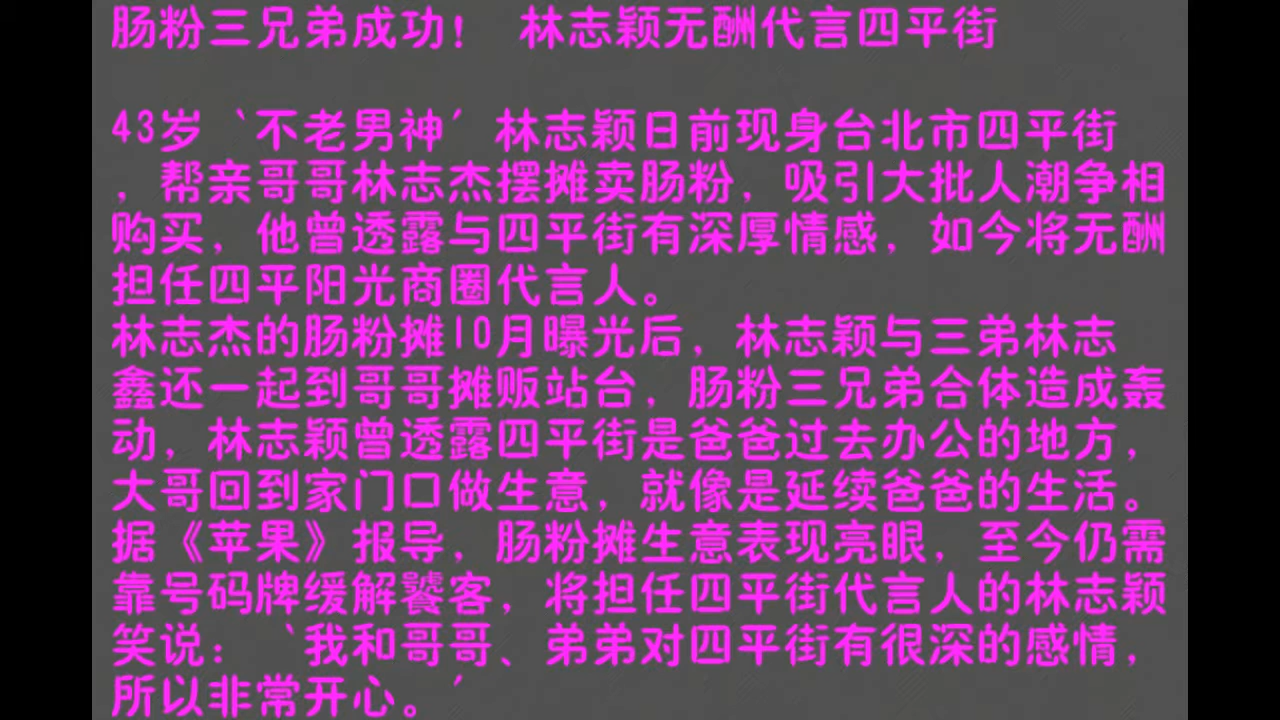 肠粉三兄弟成功! 林志颖无酬代言四平街
43岁‵不老男神′林志颖日前现身台北市四平街
，帮亲哥哥林志杰摆摊卖肠粉，吸引大批人潮争相
购买，他曾透露与四平街有深厚情感，如今将无酬
担任四平阳光商圈代言人。
林志杰的肠粉摊10月曝光后，林志颖与三弟林志
鑫还一起到哥哥摊贩站台，肠粉三兄弟合体造成轰
动，林志颖曾透露四平街是爸爸过去办公的地方，
大哥回到家门口做生意，就像是延续爸爸的生活。
据《苹果》报导，肠粉摊生意表现亮眼，至今仍需
靠号码牌缓解饕客，将担任四平街代言人的林志颖
笑说：‵我和哥哥、弟弟对四平街有很深的感情，
所以非常开心。′